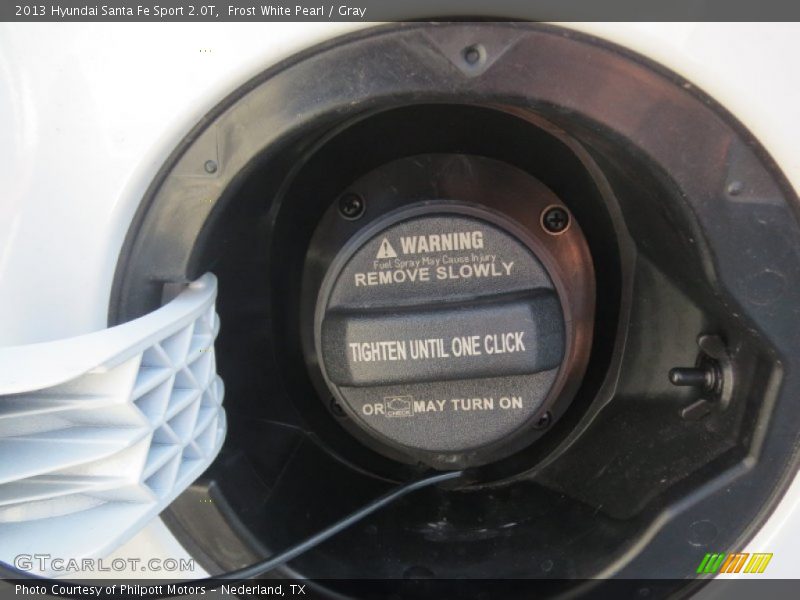 2013 Hyundai Santa Fe Sport 2.0T,  Frost White Pearl / Gray
WARNING
Fuel Spray May Cause Injury
REMOVE SLOWLY
TIGHTEN UNTIL ONE CLICK
OR CHECK MAY TURN ON
GTCARLOT.COM
Photo Courtesy of Philpott Motors - Nederland, TX